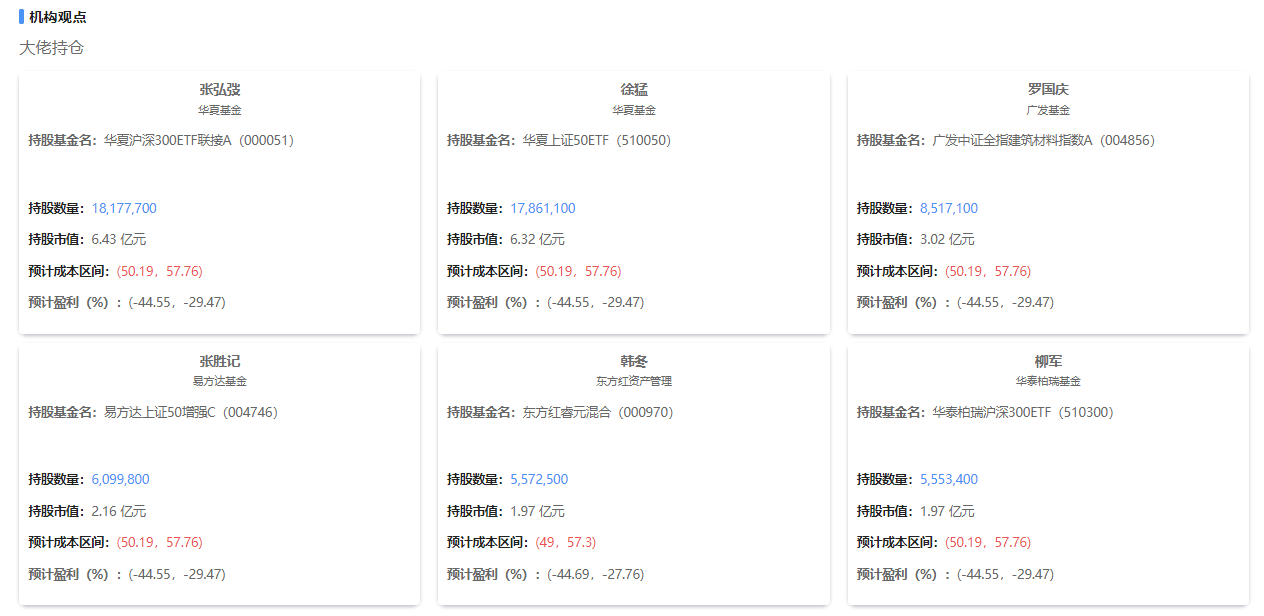 机构观点
大佬持仓
张弘弢
华夏基金
持股基金名：华夏沪深300ETF联接A（000051）
持股数量：18,177,700
持股市值：6.43 亿元
预计成本区间：(50.19，57.76)
预计盈利（%）：(-44.55，-29.47)
徐猛
华夏基金
持股基金名：华夏上证50ETF（510050）
持股数量：17,861,100
持股市值：6.32 亿元
预计成本区间：(50.19，57.76)
预计盈利（%）：(-44.55，-29.47)
罗国庆
广发基金
持股基金名：广发中证全指建筑材料指数A（004856）
持股数量：8,517,100
持股市值：3.02 亿元
预计成本区间：(50.19，57.76)
预计盈利（%）：(-44.55，-29.47)
张胜记
易方达基金
持股基金名：易方达上证50增强C（004746）
持股数量：6,099,800
持股市值：2.16 亿元
预计成本区间：(50.19，57.76)
预计盈利（%）：(-44.55，-29.47)
韩冬
东方红资产管理
持股基金名：东方红睿元混合（000970）
持股数量：5,572,500
持股市值：1.97 亿元
预计成本区间：(49，57.3)
预计盈利（%）：(-44.69，-27.76)
柳军
华泰柏瑞基金
持股基金名：华泰柏瑞沪深300ETF（510300）
持股数量：5,553,400
持股市值：1.97 亿元
预计成本区间：(50.19，57.76)
预计盈利（%）：(-44.55，-29.47)